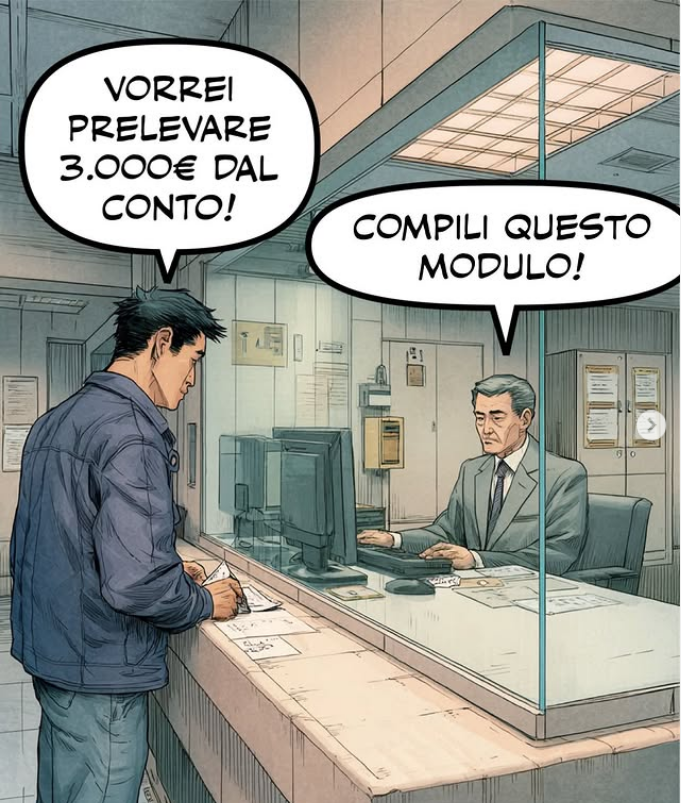 VORREI
PRELEVARE
3.000€ DAL
CONTO!
COMPILI QUESTO
MODULO!